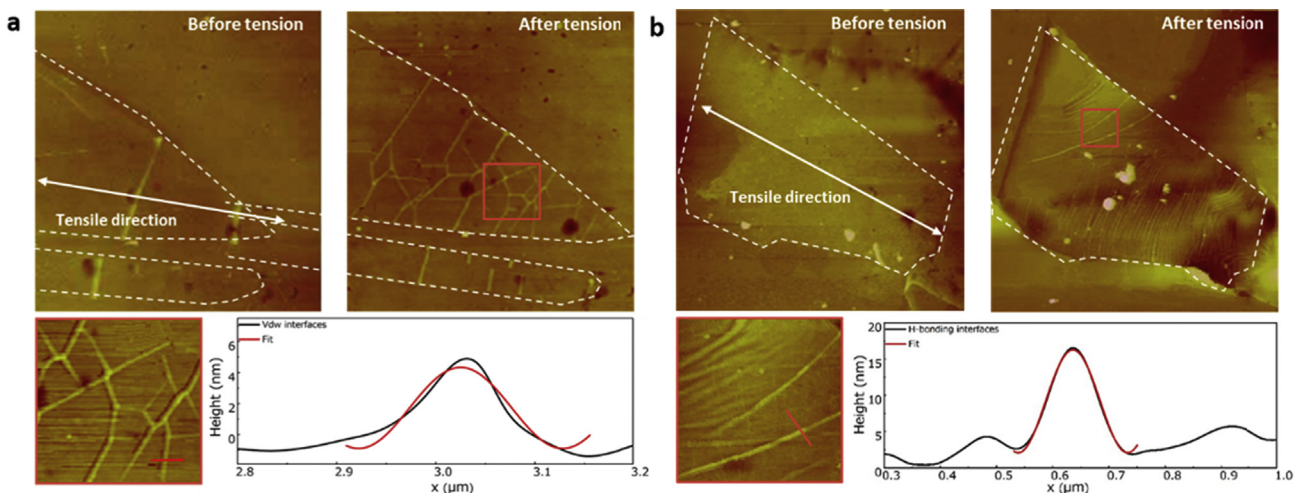 a
Before tension
After tension
Tensile direction
b
Before tension
After tension
Tensile direction
Vdw interfaces
Fit
Height (nm)
6
4
2
0
2.8
2.9
3.0
3.1
3.2
x (μm)
H-bonding interfaces
Fit
Height (nm)
20
15
10
5
0
0.3
0.4
0.5
0.6
0.7
0.8
0.9
1.0
x (μm)